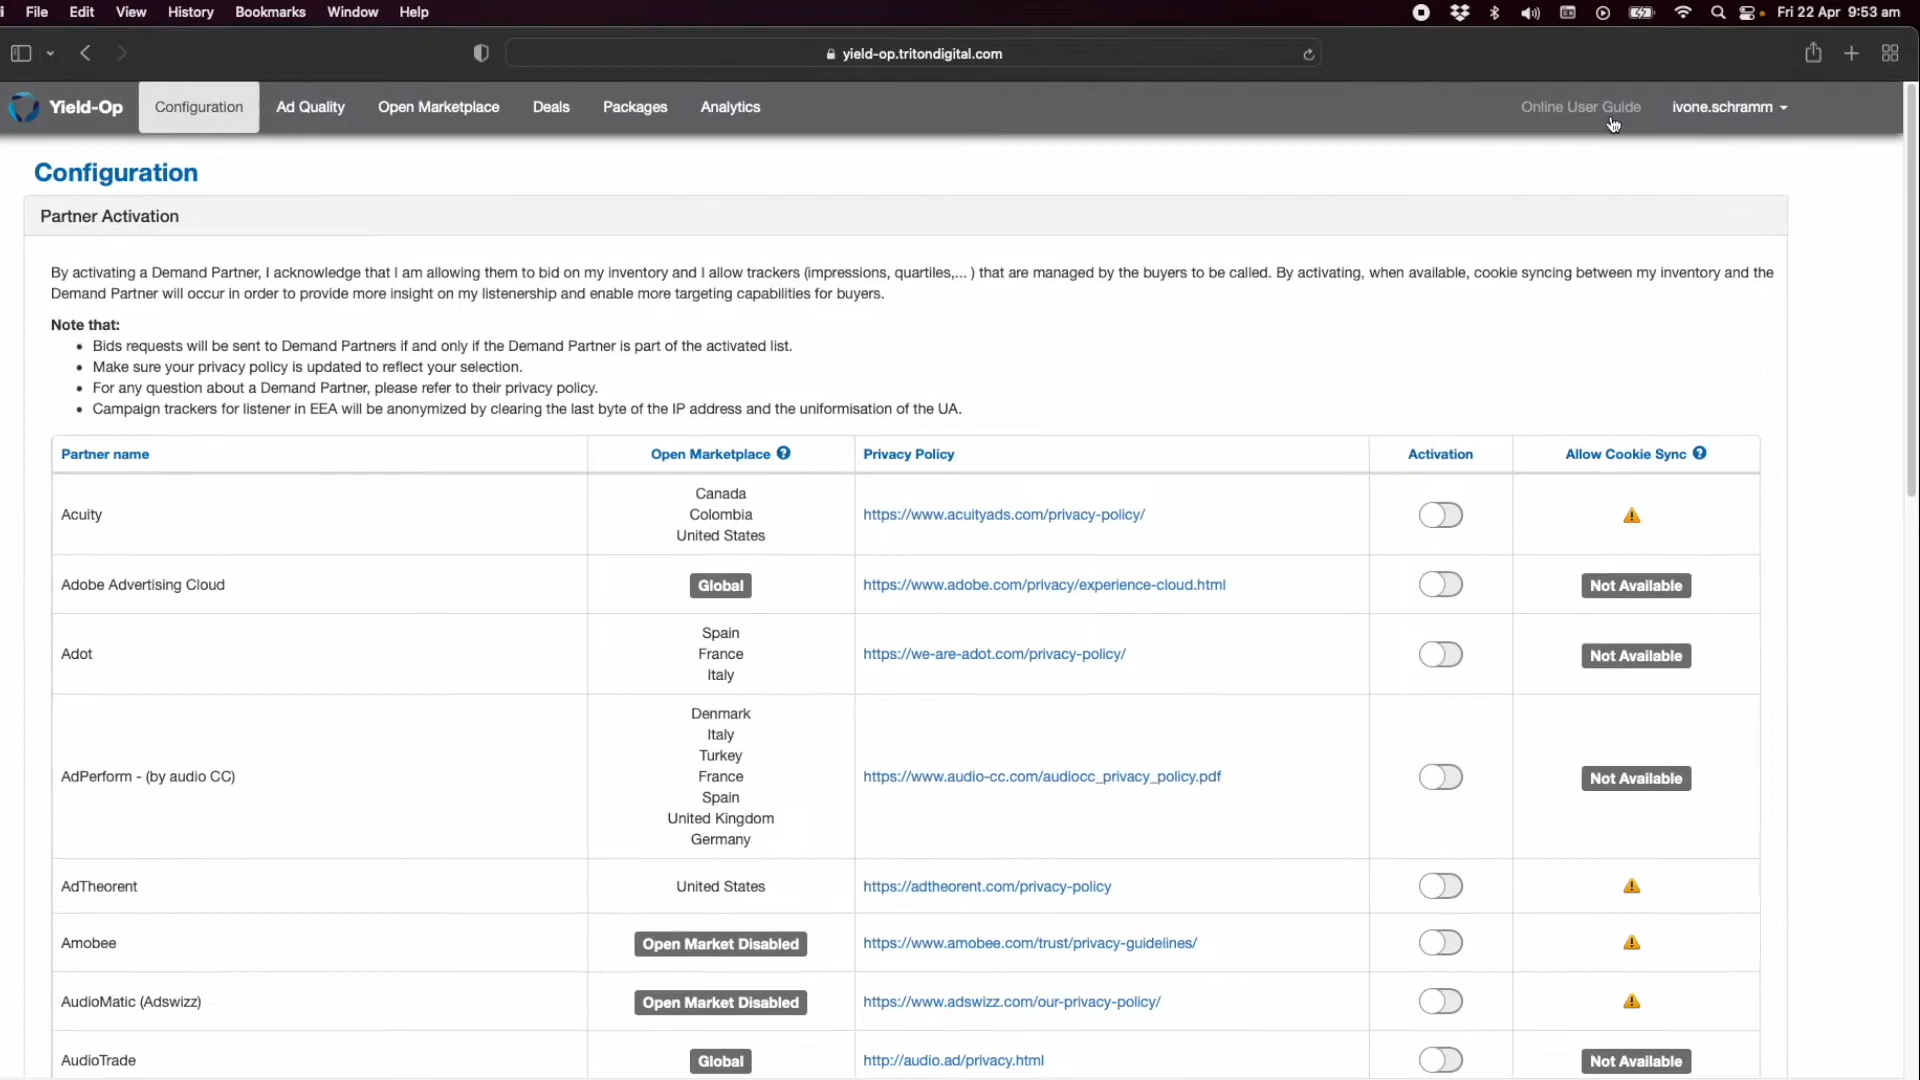 File Edit View History Bookmarks Window Help
Fri 22 Apr 9:53 am
yield-op.tritondigital.com
Yield-Op Configuration Ad Quality Open Marketplace Deals Packages Analytics Online User Guide ivone.schramm
Configuration
Partner Activation
By activating a Demand Partner, I acknowledge that I am allowing them to bid on my inventory and I allow trackers (impressions, quartiles,... ) that are managed by the buyers to be called. By activating, when available, cookie syncing between my inventory and the
Demand Partner will occur in order to provide more insight on my listenership and enable more targeting capabilities for buyers.
Note that:
• Bids requests will be sent to Demand Partners if and only if the Demand Partner is part of the activated list.
• Make sure your privacy policy is updated to reflect your selection.
• For any question about a Demand Partner, please refer to their privacy policy.
• Campaign trackers for listener in EEA will be anonymized by clearing the last byte of the IP address and the uniformisation of the UA.
Partner name Open Marketplace ? Privacy Policy Activation Allow Cookie Sync ?
Acuity
Canada
Colombia
United States
https://www.acuityads.com/privacy-policy/
Adobe Advertising Cloud Global https://www.adobe.com/privacy/experience-cloud.html Not Available
Adot
Spain
France
Italy
https://we-are-adot.com/privacy-policy/
Not Available
AdPerform - (by audio CC)
Denmark
Italy
Turkey
France
Spain
United Kingdom
Germany
https://www.audio-cc.com/audiocc_privacy_policy.pdf
Not Available
AdTheorent United States https://adtheorent.com/privacy-policy
Amobee Open Market Disabled https://www.amobee.com/trust/privacy-guidelines/
AudioMatic (Adswizz) Open Market Disabled https://www.adswizz.com/our-privacy-policy/
AudioTrade Global http://audio.ad/privacy.html Not Available